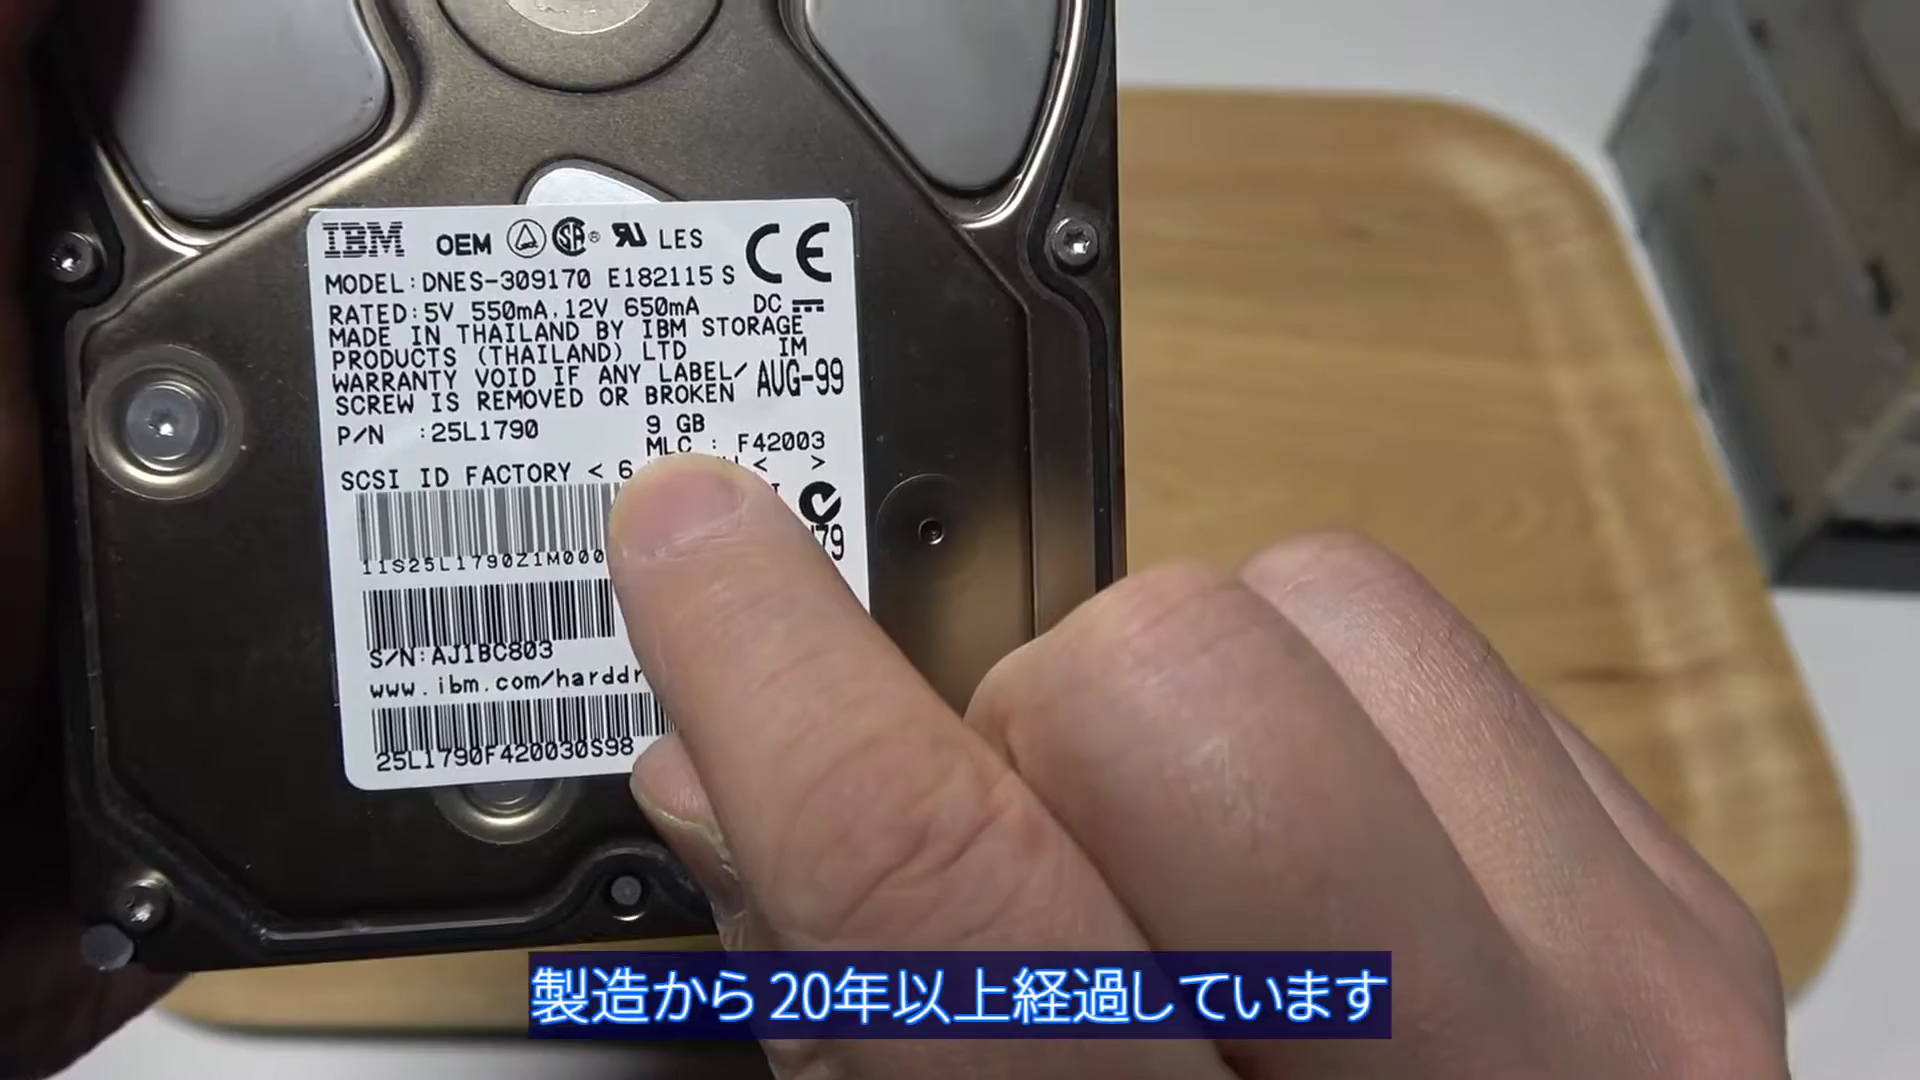 IBM OEM LES CE
MODEL:DNES-309170 E182115 S
RATED:5V 550mA,12V 650mA DC
MADE IN THAILAND BY IBM STORAGE
PRODUCTS (THAILAND) LTD IM
WARRANTY VOID IF ANY LABEL/ AUG-99
SCREW IS REMOVED OR BROKEN
P/N :25L1790 9 GB
MLC : F42003
SCSI ID FACTORY < 6 < >
11S25L1790Z1M000
S/N:AJ1BC803
www.ibm.com/harddr
25L1790F420030S98
製造から20年以上経過しています